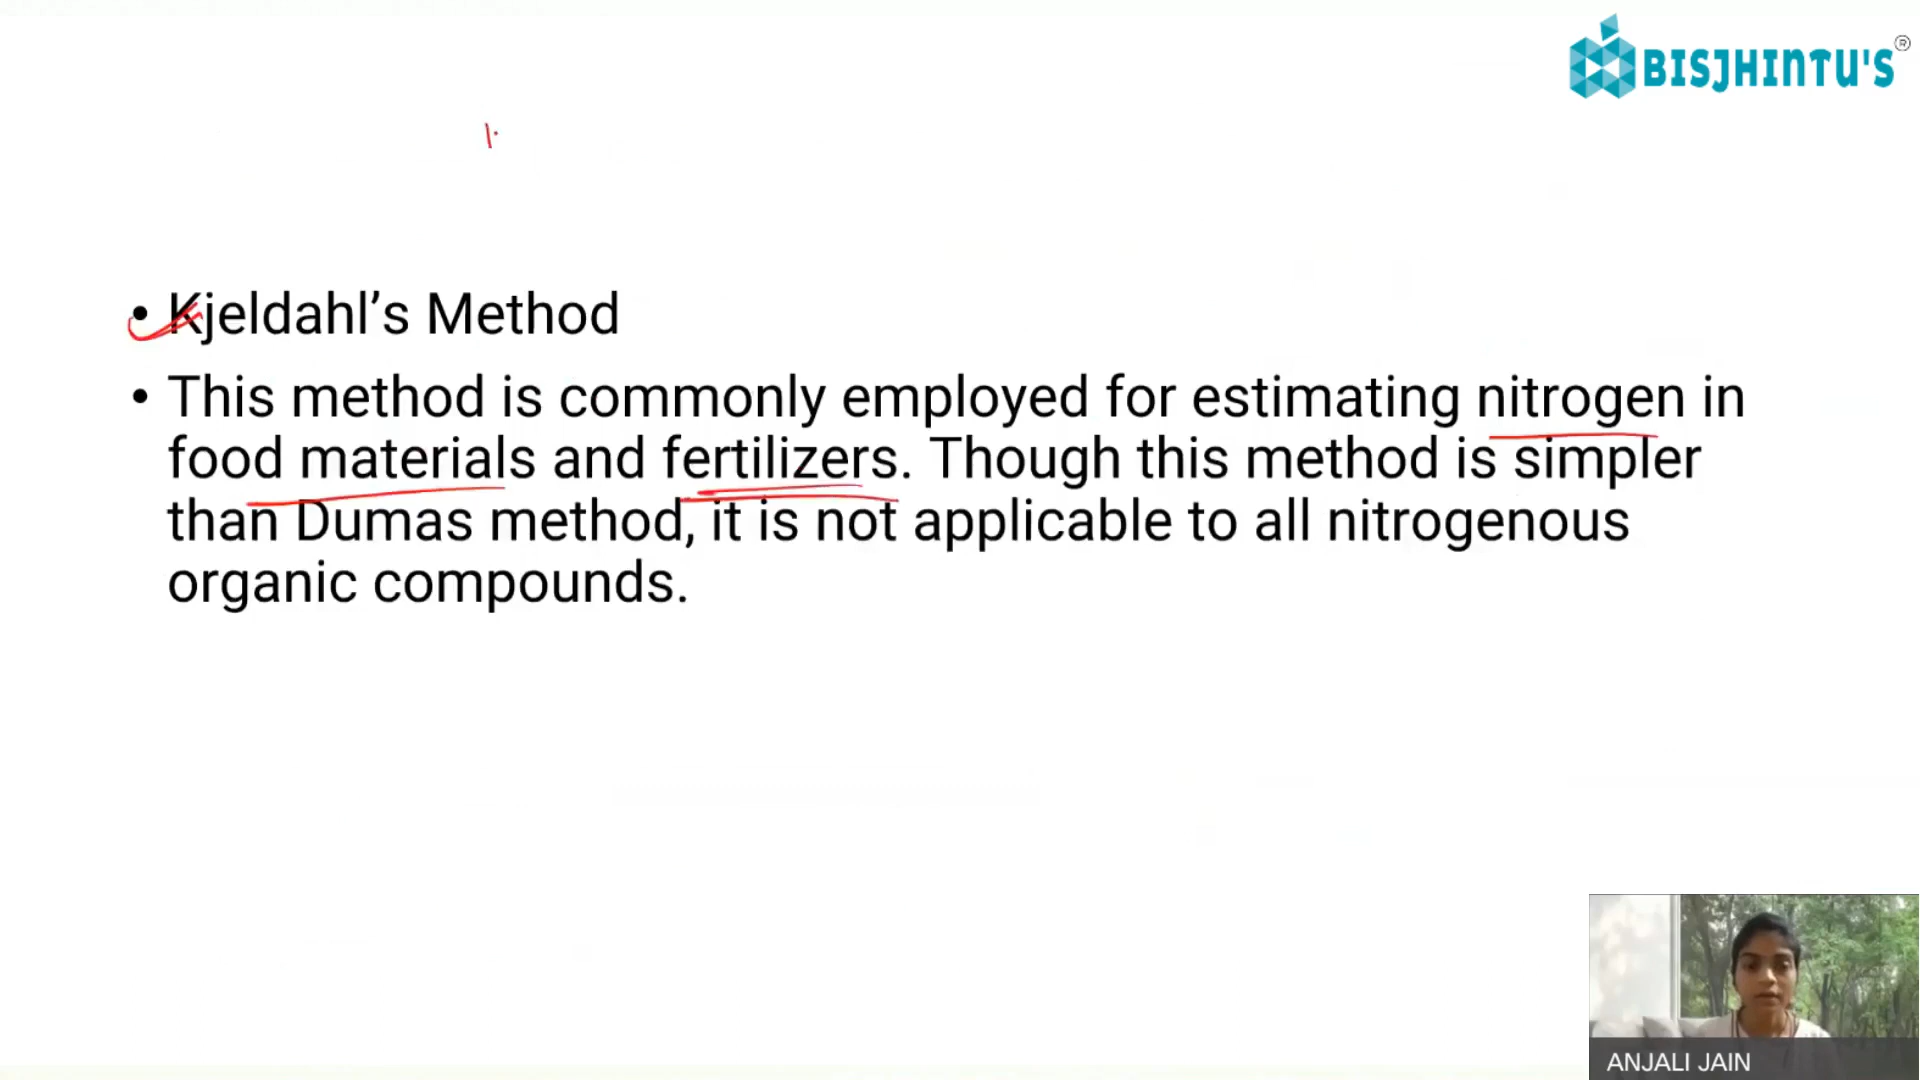 BISJHINTU'S®
• Kjeldahl’s Method
• This method is commonly employed for estimating nitrogen in
food materials and fertilizers. Though this method is simpler
than Dumas method, it is not applicable to all nitrogenous
organic compounds.
ANJALI JAIN